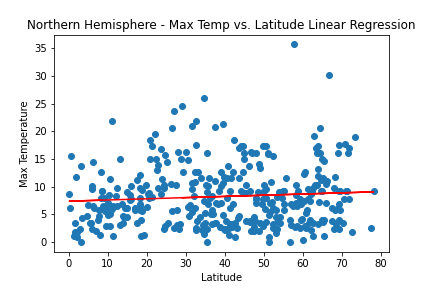 Northern Hemisphere - Max Temp vs. Latitude Linear Regression
35
30
25
20
15
10
5
0
Max Temperature
0 10 20 30 40 50 60 70 80
Latitude